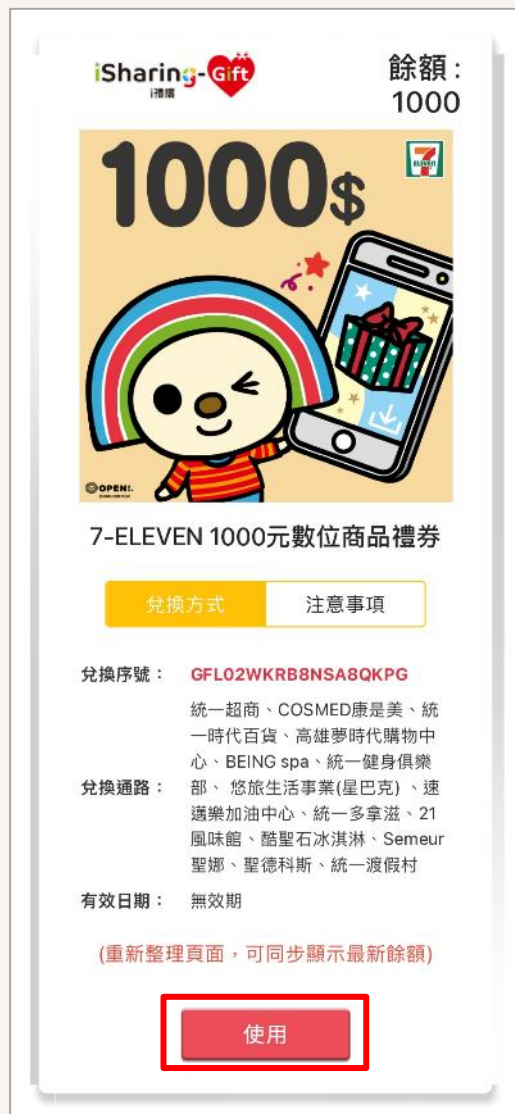 iSharing-Gift
i禮贈
餘額：
1000
1000$
7
ELEVEN
OPEN!.
7-ELEVEN 1000元數位商品禮券
兌換方式
注意事項
兌換序號： GFL02WKRB8NSA8QKPG
統一超商、COSMED康是美、統
一時代百貨、高雄夢時代購物中
心、BEING spa、統一健身俱樂
兌換通路： 部、 悠旅生活事業(星巴克) 、速
邁樂加油中心、統一多拿滋、21
風味館、酷聖石冰淇淋、Semeur
聖娜、聖德科斯、統一渡假村
有效日期： 無效期
(重新整理頁面，可同步顯示最新餘額)
使用